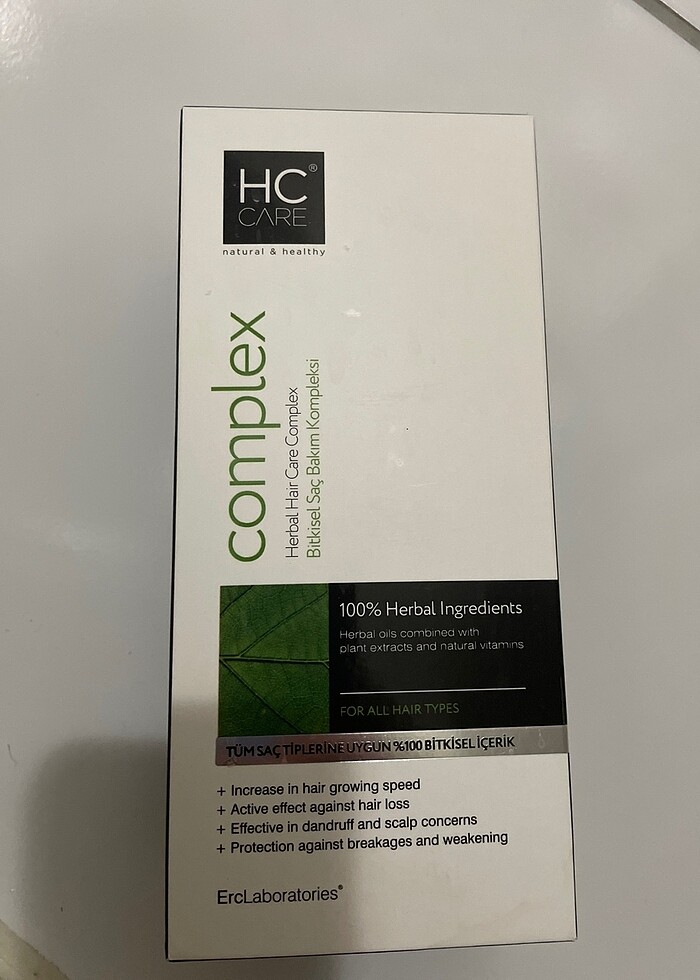 HC®
CARE
natural & healthy
complex
Herbal Hair Care Complex
Bitkisel Saç Bakım Kompleksi
100% Herbal Ingredients
Herbal oils combined with
plant extracts and natural vitamins
FOR ALL HAIR TYPES
TÜM SAÇ TİPLERİNE UYGUN %100 BİTKİSEL İÇERİK
+ Increase in hair growing speed
+ Active effect against hair loss
+ Effective in dandruff and scalp concerns
+ Protection against breakages and weakening
ErcLaboratories®